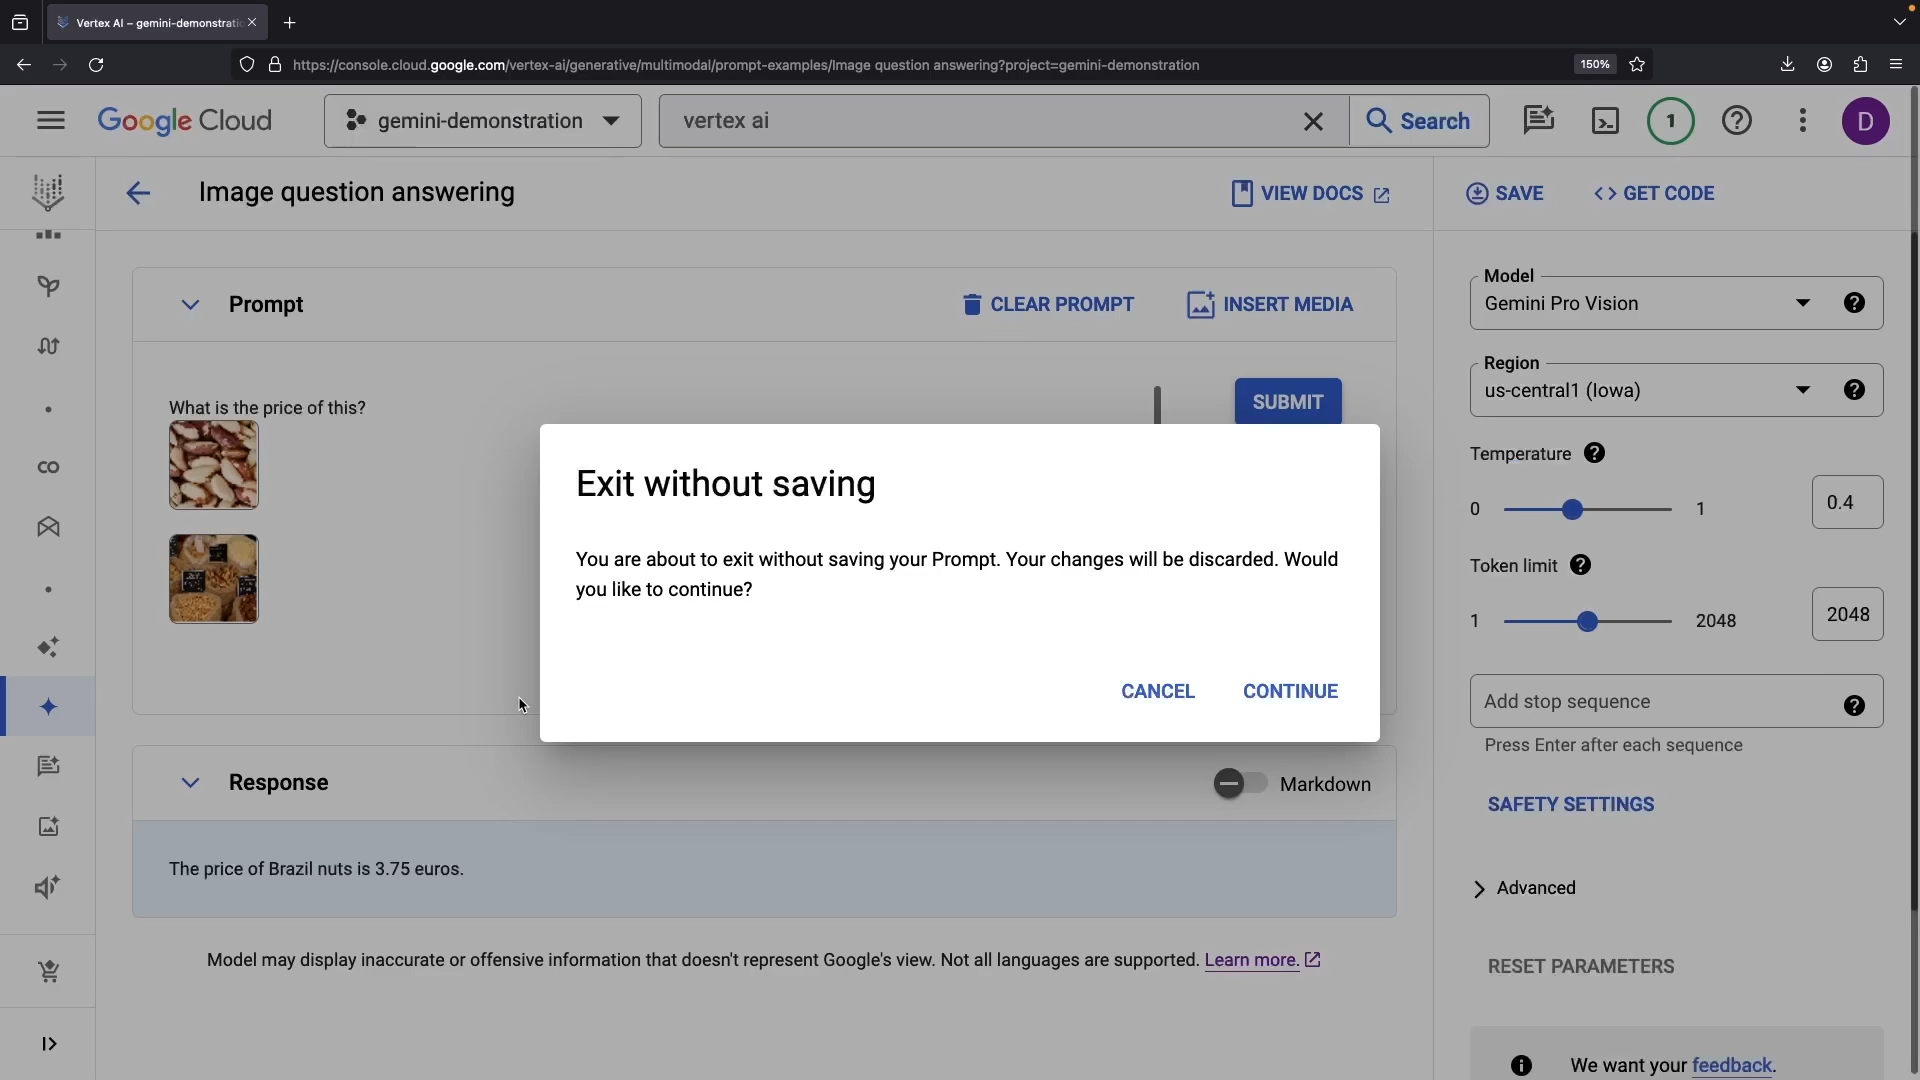 Vertex AI – gemini-demonstratic
https://console.cloud.google.com/vertex-ai/generative/multimodal/prompt-examples/Image question answering?project=gemini-demonstration
150%
Google Cloud
gemini-demonstration
vertex ai
Search
1
D
Image question answering
VIEW DOCS
SAVE
GET CODE
Prompt
CLEAR PROMPT
INSERT MEDIA
What is the price of this?
SUBMIT
Exit without saving
You are about to exit without saving your Prompt. Your changes will be discarded. Would
you like to continue?
CANCEL
CONTINUE
Response
Markdown
The price of Brazil nuts is 3.75 euros.
Model may display inaccurate or offensive information that doesn't represent Google's view. Not all languages are supported. Learn more.
Model
Gemini Pro Vision
Region
us-central1 (Iowa)
Temperature
0
1
0.4
Token limit
1
2048
2048
Add stop sequence
Press Enter after each sequence
SAFETY SETTINGS
Advanced
RESET PARAMETERS
We want your feedback.